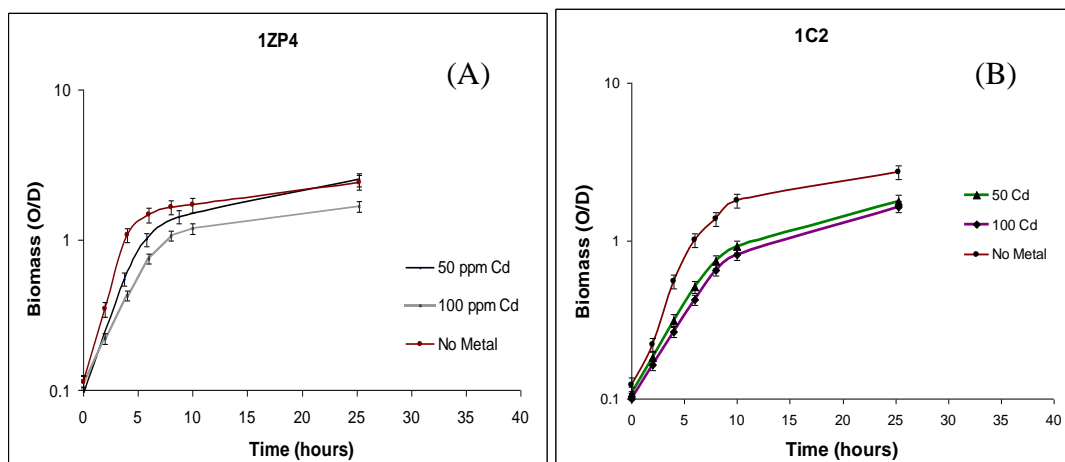 1ZP4
(A)
10
1
0.1
Biomass (O/D)
0 5 10 15 20 25 30 35 40
Time (hours)
50 ppm Cd
100 ppm Cd
No Metal
1C2
(B)
10
1
0.1
Biomass (O/D)
0 5 10 15 20 25 30 35 40
Time (hours)
50 Cd
100 Cd
No Metal